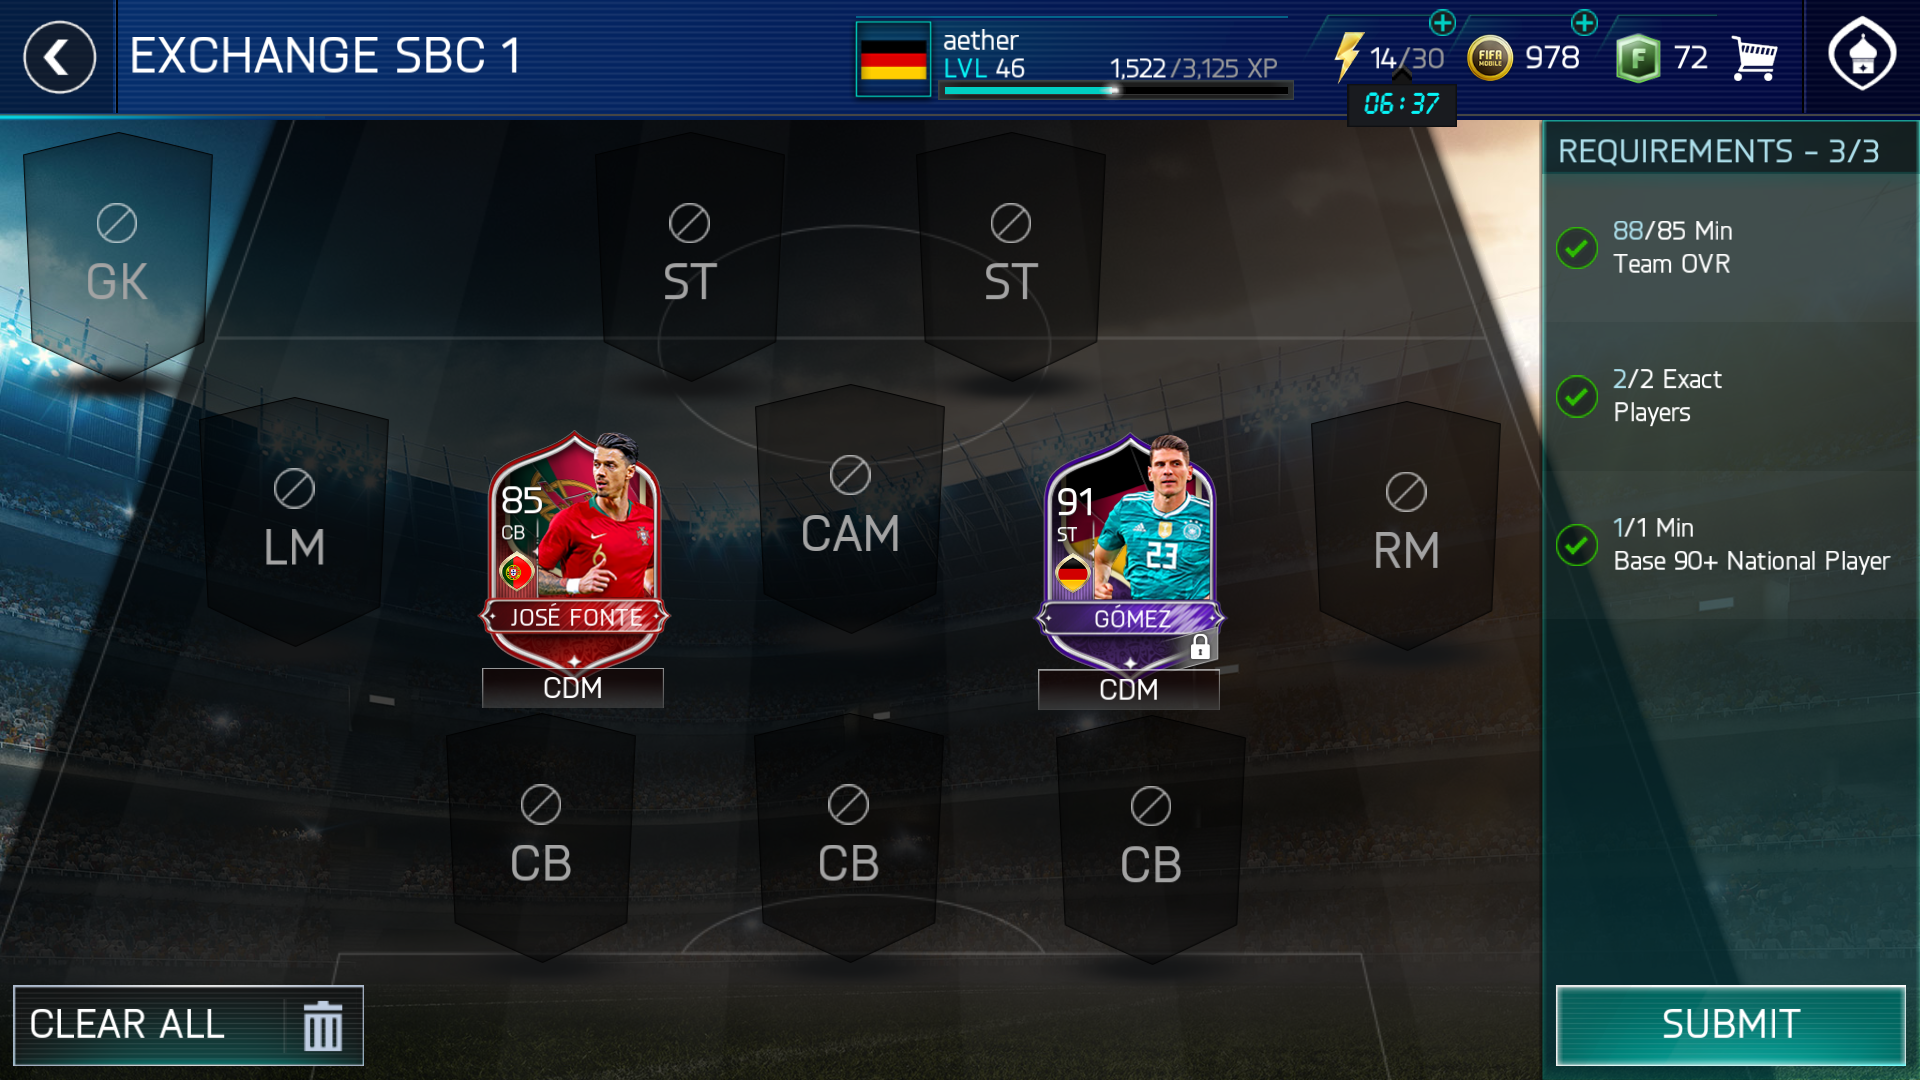 EXCHANGE SBC 1
aether
LVL 46
1,522/3,125 XP
14/30
06:37
FIFA MOBILE
978
F
72
GK
ST
ST
LM
85
CB
JOSÉ FONTE
6
CDM
CAM
91
ST
23
GÓMEZ
CDM
RM
CB
CB
CB
CLEAR ALL
REQUIREMENTS - 3/3
88/85 Min
Team OVR
2/2 Exact
Players
1/1 Min
Base 90+ National Player
SUBMIT